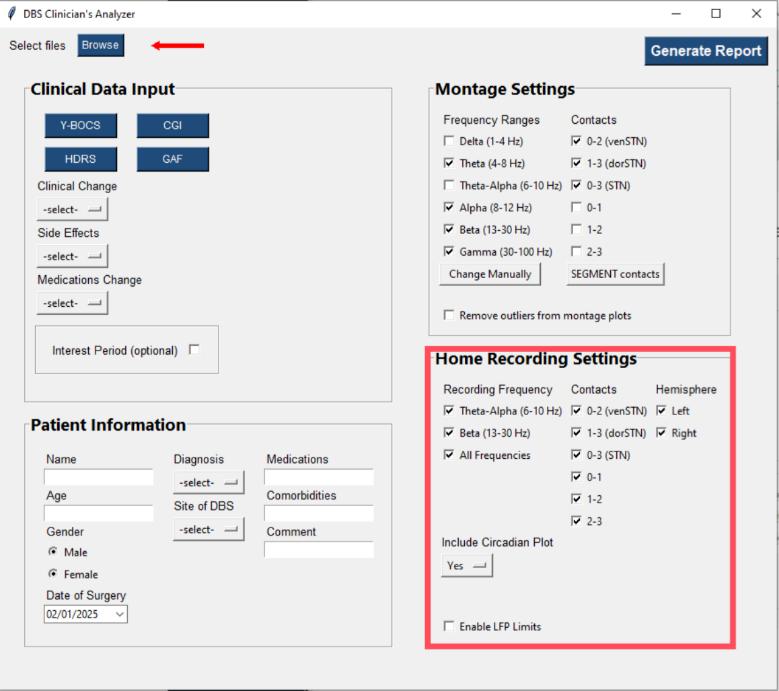 DBS Clinician's Analyzer
Select files Browse
Generate Report
Clinical Data Input
Y-BOCS CGI
HDRS GAF
Clinical Change
-select-
Side Effects
-select-
Medications Change
-select-
Interest Period (optional)
Patient Information
Name Diagnosis Medications
-select-
Age Site of DBS Comorbidities
-select-
Gender Comment
Male
Female
Date of Surgery
02/01/2025
Montage Settings
Frequency Ranges Contacts
Delta (1-4 Hz) 0-2 (venSTN)
Theta (4-8 Hz) 1-3 (dorSTN)
Theta-Alpha (6-10 Hz) 0-3 (STN)
Alpha (8-12 Hz) 0-1
Beta (13-30 Hz) 1-2
Gamma (30-100 Hz) 2-3
Change Manually SEGMENT contacts
Remove outliers from montage plots
Home Recording Settings
Recording Frequency Contacts Hemisphere
Theta-Alpha (6-10 Hz) 0-2 (venSTN) Left
Beta (13-30 Hz) 1-3 (dorSTN) Right
All Frequencies 0-3 (STN)
0-1
1-2
2-3
Include Circadian Plot
Yes
Enable LFP Limits